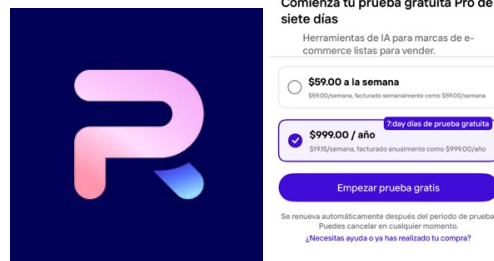 Comienza tu prueba gratuita Pro de
siete días
Herramientas de IA para marcas de e-
commerce listas para vender.
$59.00 a la semana
$59.00/semana, facturado semanalmente como $59.00/semana
7:day días de prueba gratuita
$999.00 / año
$19.15/semana, facturado anualmente como $999.00/año
Empezar prueba gratis
Se renueva automáticamente después del periodo de prueba
Puedes cancelar en cualquier momento.
¿Necesitas ayuda o ya has realizado tu compra?